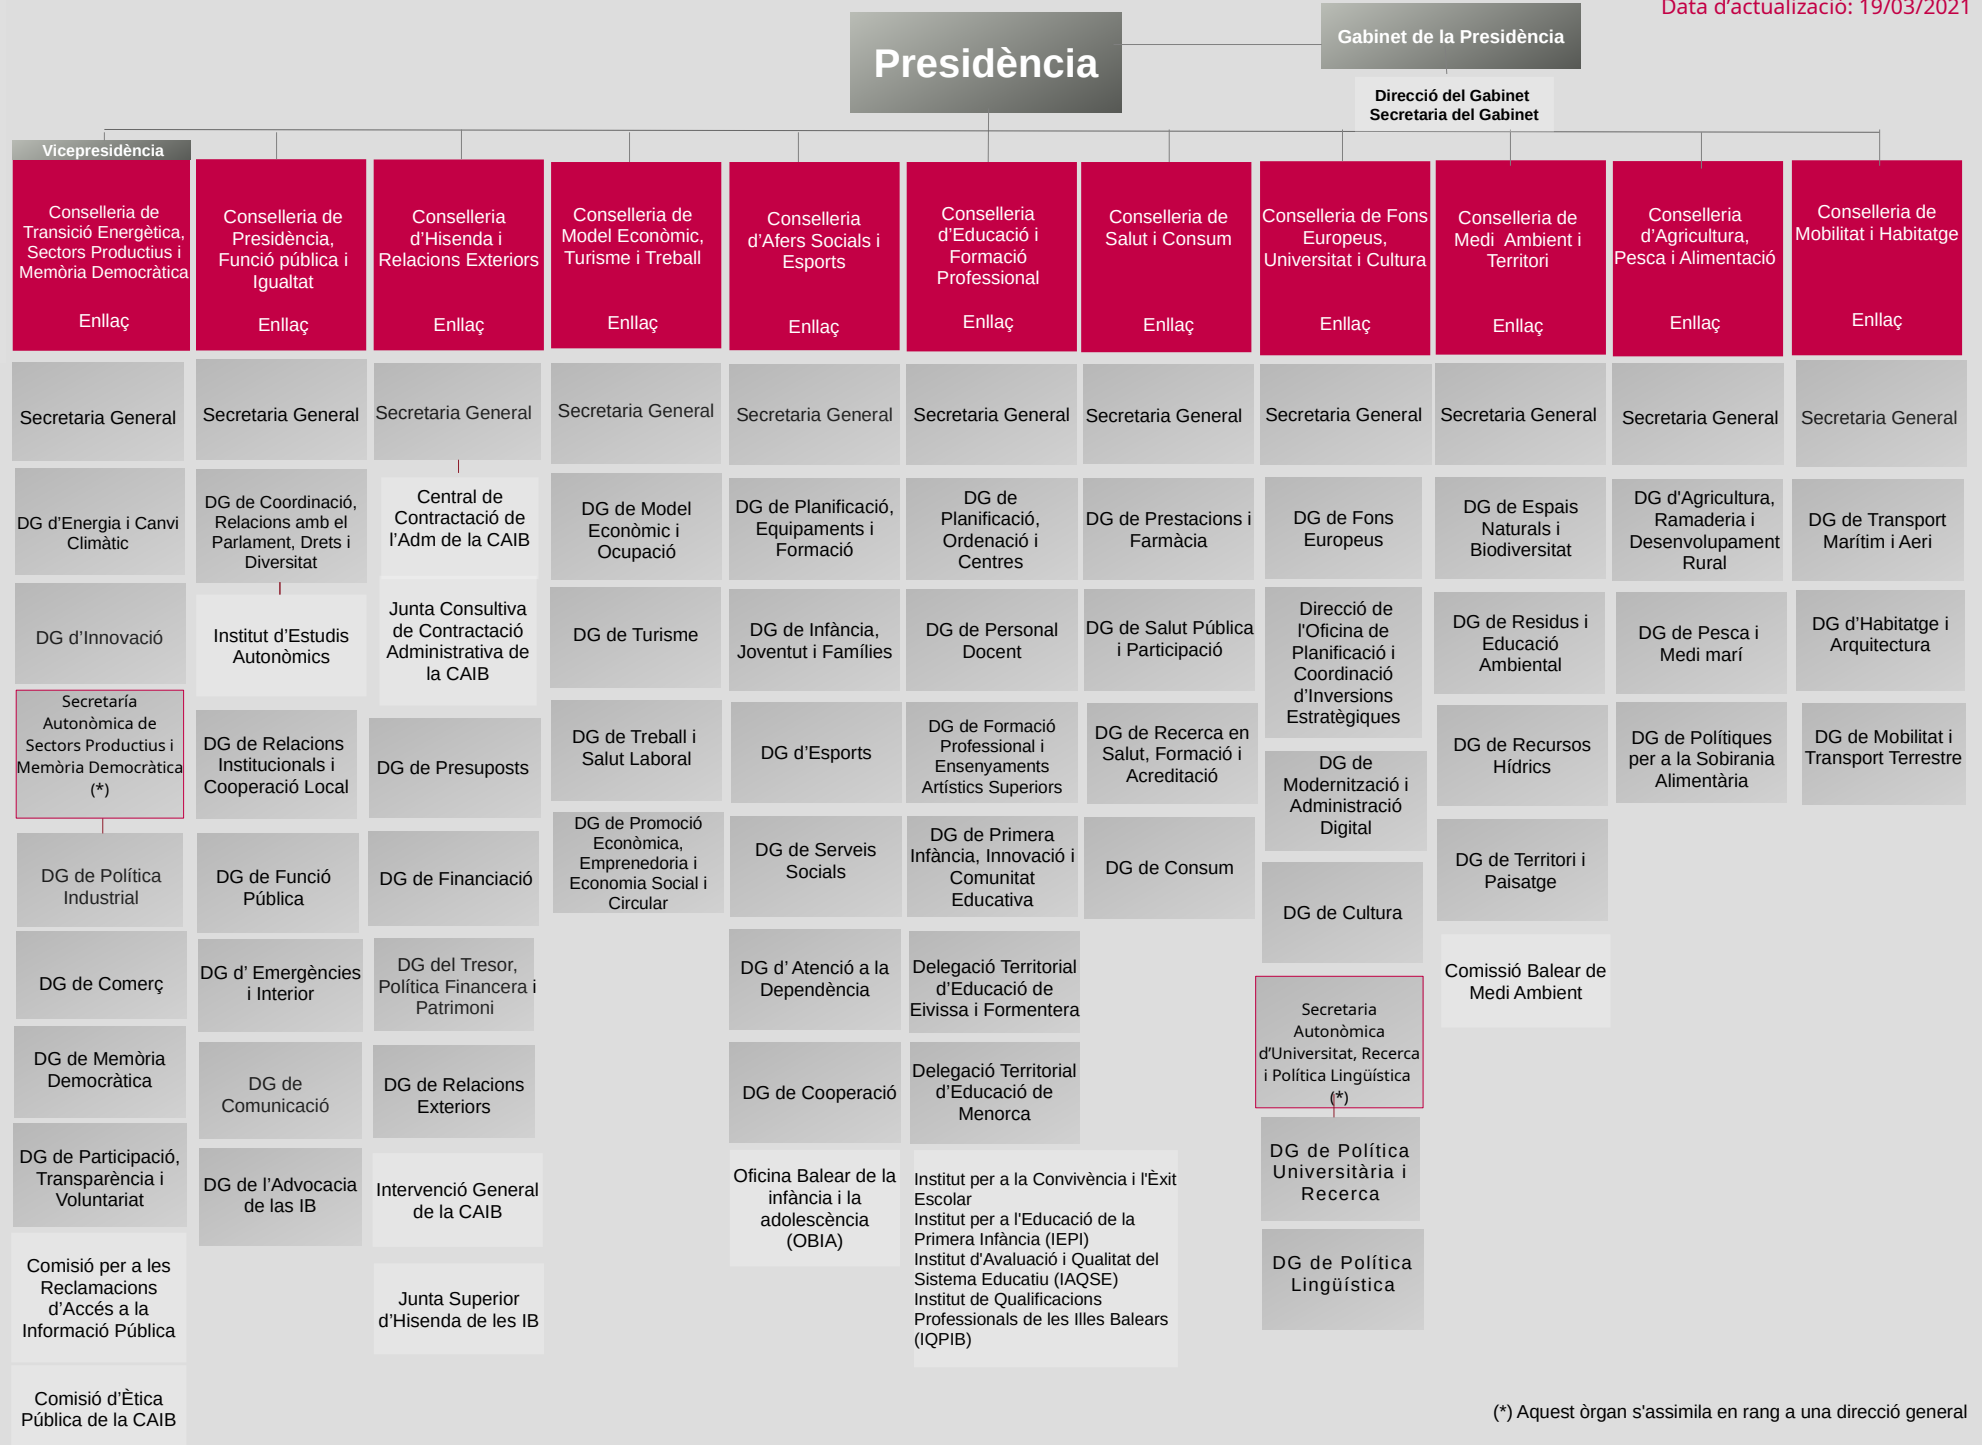 Data d’actualizació: 19/03/2021
Presidència
Gabinet de la Presidència
Direcció del Gabinet
Secretaria del Gabinet
Vicepresidència
Conselleria de
Transició Energètica,
Sectors Productius i
Memòria Democràtica
Enllaç
Secretaria General
DG d’Energia i Canvi
Climàtic
DG d’Innovació
Secretaría
Autonòmica de
Sectors Productius i
Memòria Democràtica
(*)
DG de Política
Industrial
DG de Comerç
DG de Memòria
Democràtica
DG de Participació,
Transparència i
Voluntariat
Comisió per a les
Reclamacions
d’Accés a la
Informació Pública
Comisió d’Ètica
Pública de la CAIB
Conselleria de
Presidència,
Funció pública i
Igualtat
Enllaç
Secretaria General
DG de Coordinació,
Relacions amb el
Parlament, Drets i
Diversitat
Institut d’Estudis
Autonòmics
DG de Relacions
Institucionals i
Cooperació Local
DG de Funció
Pública
DG d’ Emergències
i Interior
DG de
Comunicació
DG de l’Advocacia
de las IB
Conselleria
d’Hisenda i
Relacions Exteriors
Enllaç
Secretaria General
Central de
Contractació de
l’Adm de la CAIB
Junta Consultiva
de Contractació
Administrativa de
la CAIB
DG de Presuposts
DG de Financiació
DG del Tresor,
Política Financera i
Patrimoni
DG de Relacions
Exteriors
Intervenció General
de la CAIB
Junta Superior
d’Hisenda de les IB
Conselleria de
Model Econòmic,
Turisme i Treball
Enllaç
Secretaria General
DG de Model
Econòmic i
Ocupació
DG de Turisme
DG de Treball i
Salut Laboral
DG de Promoció
Econòmica,
Emprenedoria i
Economia Social i
Circular
Conselleria
d’Afers Socials i
Esports
Enllaç
Secretaria General
DG de Planificació,
Equipaments i
Formació
DG de Infància,
Joventut i Famílies
DG d’Esports
DG de Serveis
Socials
DG d’ Atenció a la
Dependència
DG de Cooperació
Oficina Balear de la
infància i la
adolescència
(OBIA)
Conselleria
d’Educació i
Formació
Professional
Enllaç
Secretaria General
DG de
Planificació,
Ordenació i
Centres
DG de Personal
Docent
DG de Formació
Professional i
Ensenyaments
Artístics Superiors
DG de Primera
Infància, Innovació i
Comunitat
Educativa
Delegació Territorial
d’Educació de
Eivissa i Formentera
Delegació Territorial
d’Educació de
Menorca
Institut per a la Convivència i l'Èxit
Escolar
Institut per a l'Educació de la
Primera Infància (IEPI)
Institut d'Avaluació i Qualitat del
Sistema Educatiu (IAQSE)
Institut de Qualificacions
Professionals de les Illes Balears
(IQPIB)
Conselleria de
Salut i Consum
Enllaç
Secretaria General
DG de Prestacions i
Farmàcia
DG de Salut Pública
i Participació
DG de Recerca en
Salut, Formació i
Acreditació
DG de Consum
Conselleria de Fons
Europeus,
Universitat i Cultura
Enllaç
Secretaria General
DG de Fons
Europeus
Direcció de
l'Oficina de
Planificació i
Coordinació
d’Inversions
Estratègiques
DG de
Modernització i
Administració
Digital
DG de Cultura
Secretaria
Autonòmica
d’Universitat, Recerca
i Política Lingüística
(*)
DG de Política
Universitària i
Recerca
DG de Política
Lingüística
Conselleria de
Medi Ambient i
Territori
Enllaç
Secretaria General
DG de Espais
Naturals i
Biodiversitat
DG de Residus i
Educació
Ambiental
DG de Recursos
Hídrics
DG de Territori i
Paisatge
Comissió Balear de
Medi Ambient
Conselleria
d’Agricultura,
Pesca i Alimentació
Enllaç
Secretaria General
DG d'Agricultura,
Ramaderia i
Desenvolupament
Rural
DG de Pesca i
Medi marí
DG de Polítiques
per a la Sobirania
Alimentària
Conselleria de
Mobilitat i Habitatge
Enllaç
Secretaria General
DG de Transport
Marítim i Aeri
DG d’Habitatge i
Arquitectura
DG de Mobilitat i
Transport Terrestre
(*) Aquest òrgan s'assimila en rang a una direcció general